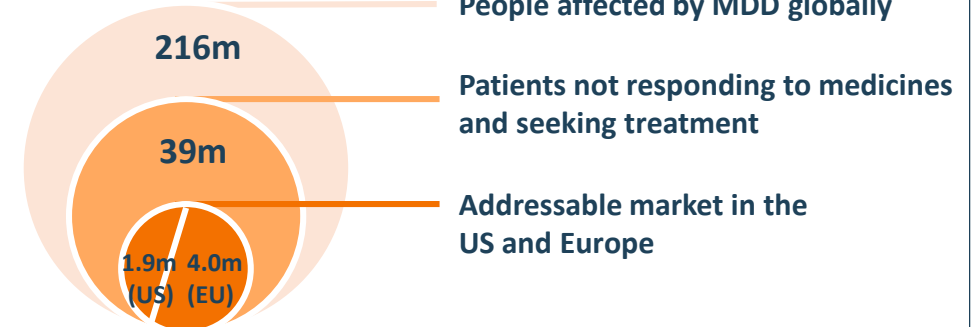 People affected by MDD globally
216m
Patients not responding to medicines
and seeking treatment
39m
Addressable market in the
US and Europe
1.9m 4.0m
(US) (EU)